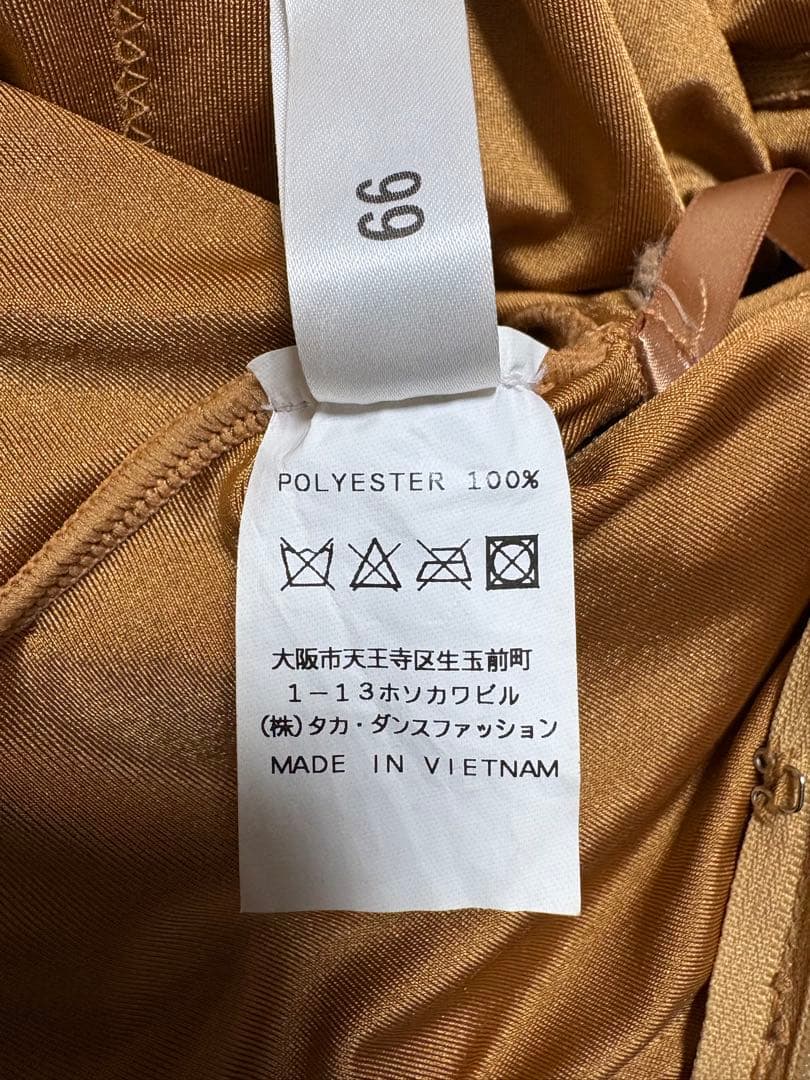 66
POLYESTER 100%
大阪市天王寺区生玉前町
1－13ホソカワビル
(株)タカ・ダンスファッション
MADE IN VIETNAM